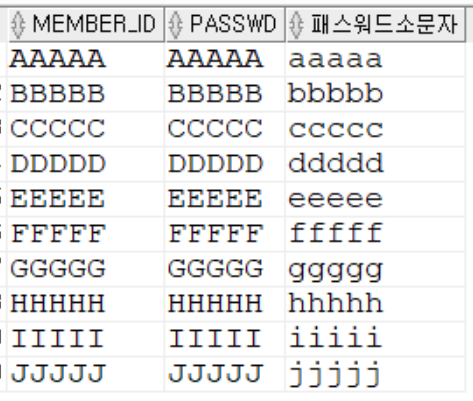 MEMBER_ID PASSWD 패스워드소문자
AAAAA AAAAA aaaaa
BBBBB BBBBB bbbbb
CCCCC CCCCC ccccc
DDDDD DDDDD ddddd
EEEEE EEEEE eeeee
FFFFF FFFFF fffff
GGGGG GGGGG ggggg
HHHHH HHHHH hhhhh
IIIII IIIII iiiii
JJJJJ JJJJJ jjjjj